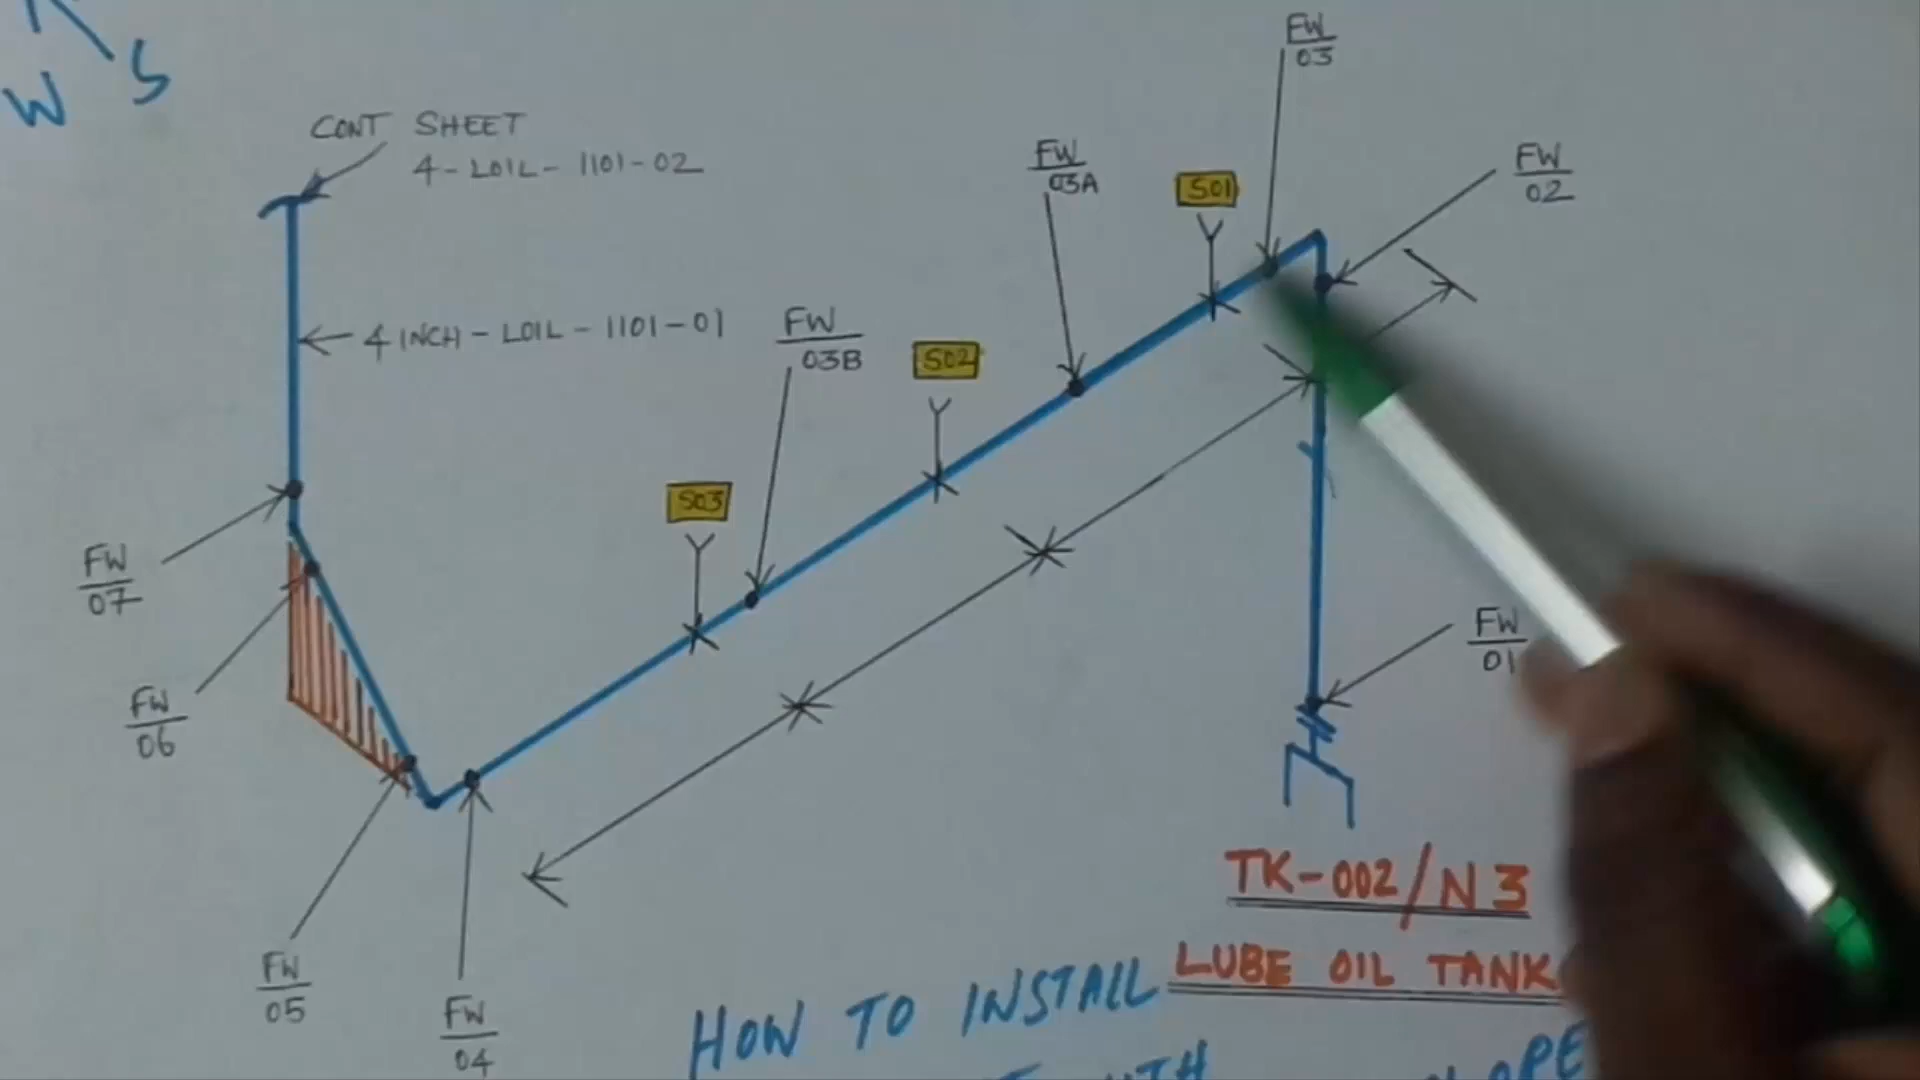 W S
CONT SHEET
4-LOIL-1101-02
4 INCH-LOIL-1101-01
FW
03
FW
03A
S01
FW
02
FW
03B
S02
S03
FW
07
FW
01
FW
06
FW
05
FW
04
TK-002/N3
LUBE OIL TANK
HOW TO INSTALL